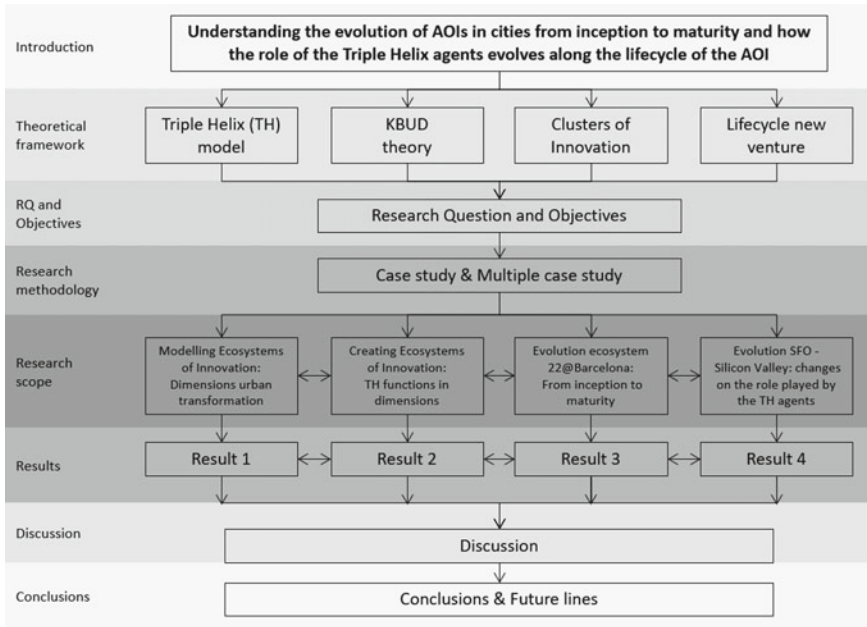 Introduction
Understanding the evolution of AOIs in cities from inception to maturity and how
the role of the Triple Helix agents evolves along the lifecycle of the AOI
Theoretical
framework
Triple Helix (TH)
model
KBUD
theory
Clusters of
Innovation
Lifecycle new
venture
RQ and
Objectives
Research Question and Objectives
Research
methodology
Case study & Multiple case study
Research
scope
Modelling Ecosystems
of Innovation:
Dimensions urban
transformation
Creating Ecosystems
of Innovation:
TH functions in
dimensions
Evolution ecosystem
22@Barcelona:
From inception to
maturity
Evolution SFO -
Silicon Valley: changes
on the role played by
the TH agents
Results
Result 1
Result 2
Result 3
Result 4
Discussion
Discussion
Conclusions
Conclusions & Future lines